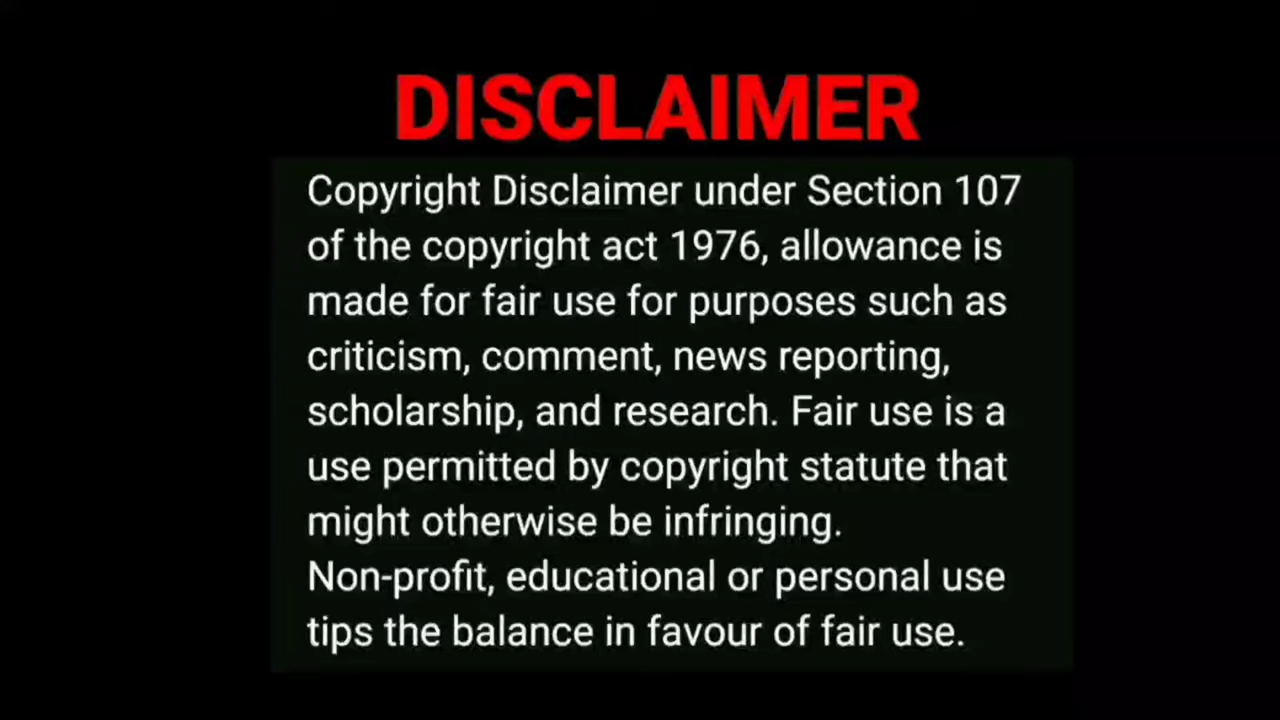 DISCLAIMER
Copyright Disclaimer under Section 107
of the copyright act 1976, allowance is
made for fair use for purposes such as
criticism, comment, news reporting,
scholarship, and research. Fair use is a
use permitted by copyright statute that
might otherwise be infringing.
Non-profit, educational or personal use
tips the balance in favour of fair use.